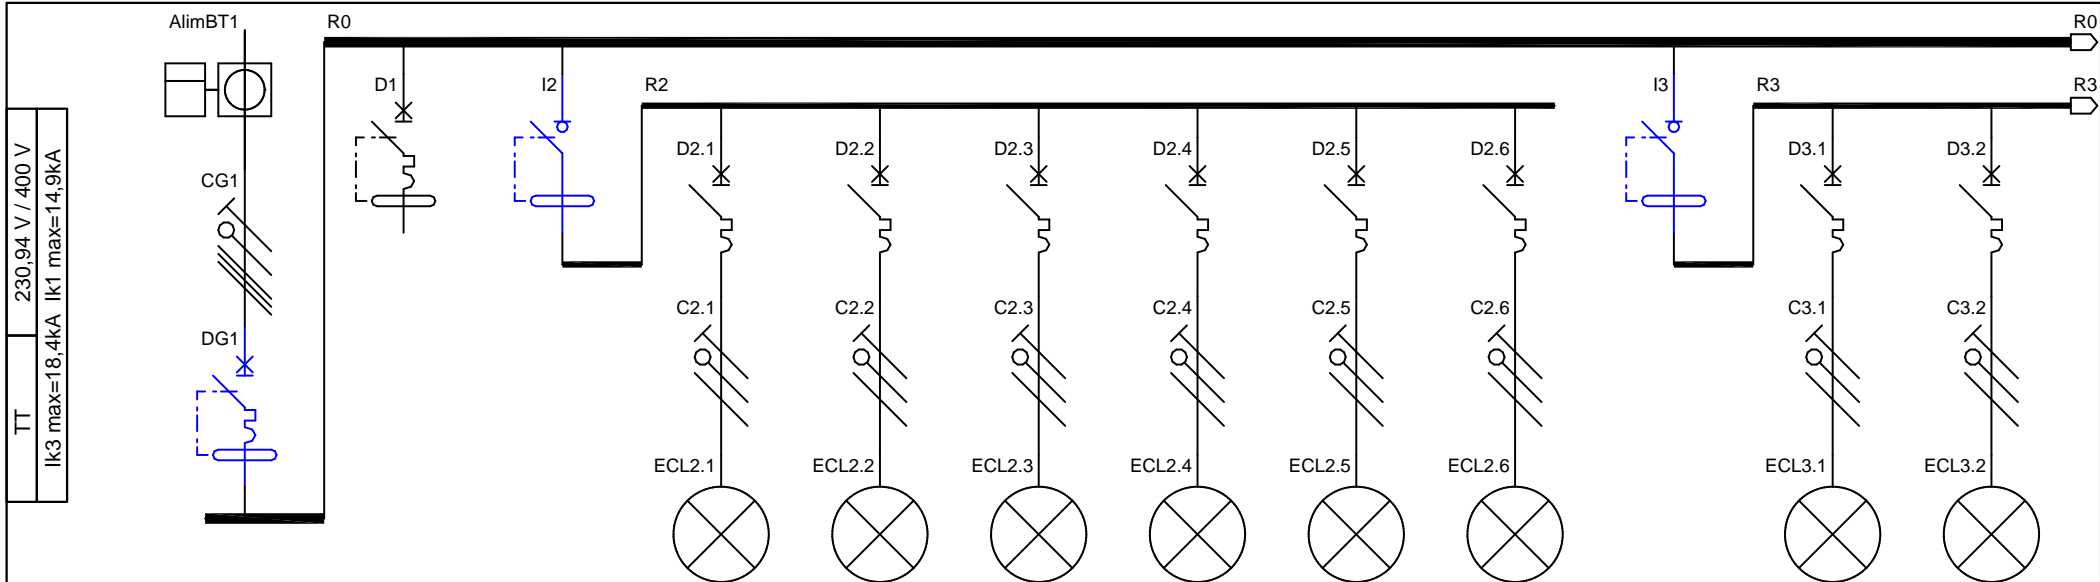 AlimBT1
R0
R0
D1
I2
R2
I3
R3
R3
230,94 V / 400 V
TT
Ik3 max=18,4kA Ik1 max=14,9kA
CG1
D2.1
D2.2
D2.3
D2.4
D2.5
D2.6
D3.1
D3.2
DG1
C2.1
C2.2
C2.3
C2.4
C2.5
C2.6
C3.1
C3.2
ECL2.1
ECL2.2
ECL2.3
ECL2.4
ECL2.5
ECL2.6
ECL3.1
ECL3.2